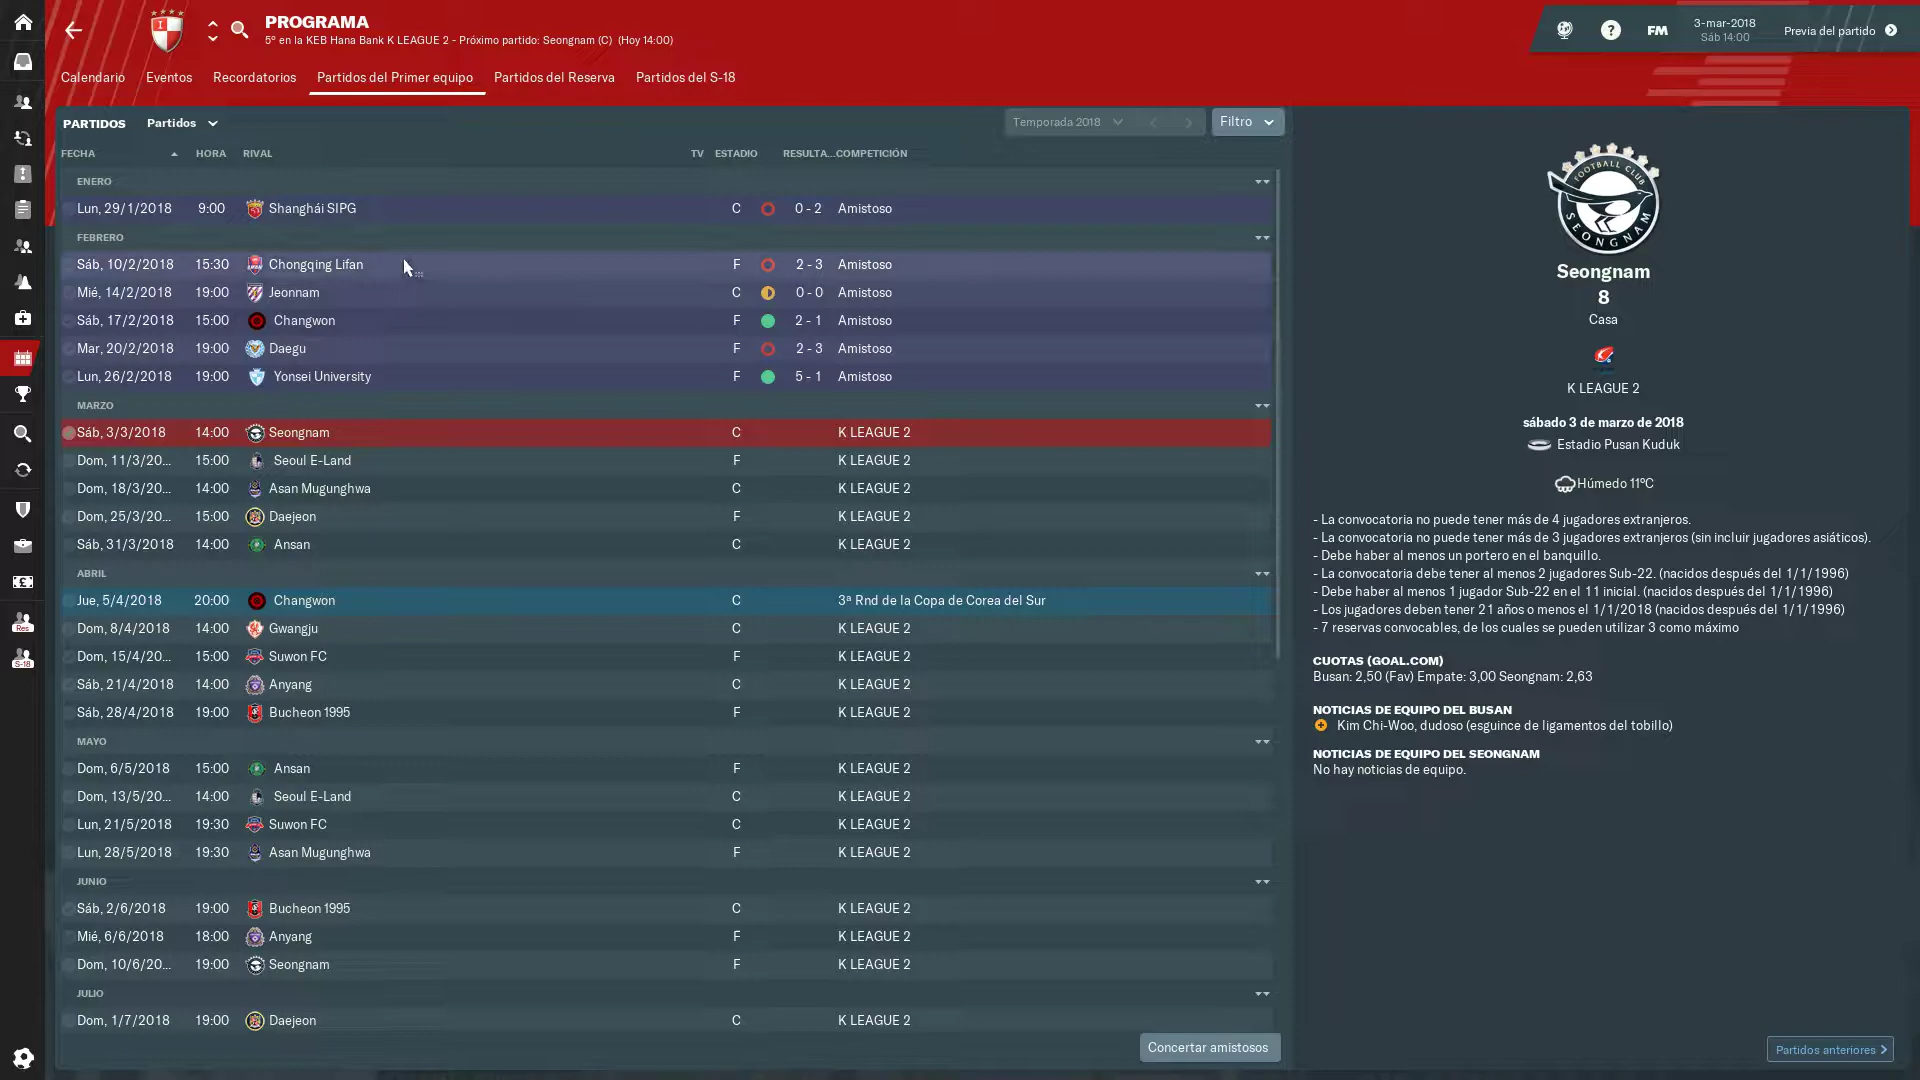 PROGRAMA
5º en la KEB Hana Bank K LEAGUE 2 - Próximo partido: Seongnam (C) (Hoy 14:00)
FM
3-mar-2018
Sáb 14:00
Previa del partido
Calendario Eventos Recordatorios Partidos del Primer equipo Partidos del Reserva Partidos del S-18
PARTIDOS Partidos Temporada 2018 Filtro
FECHA HORA RIVAL TV ESTADIO RESULTA... COMPETICIÓN
ENERO
Lun, 29/1/2018 9:00 Shanghái SIPG C 0 - 2 Amistoso
FEBRERO
Sáb, 10/2/2018 15:30 Chongqing Lifan F 2 - 3 Amistoso
Mié, 14/2/2018 19:00 Jeonnam C 0 - 0 Amistoso
Sáb, 17/2/2018 15:00 Changwon F 2 - 1 Amistoso
Mar, 20/2/2018 19:00 Daegu F 2 - 3 Amistoso
Lun, 26/2/2018 19:00 Yonsei University F 5 - 1 Amistoso
MARZO
Sáb, 3/3/2018 14:00 Seongnam C K LEAGUE 2
Dom, 11/3/20... 15:00 Seoul E-Land F K LEAGUE 2
Dom, 18/3/20... 14:00 Asan Mugunghwa C K LEAGUE 2
Dom, 25/3/20... 15:00 Daejeon F K LEAGUE 2
Sáb, 31/3/2018 14:00 Ansan C K LEAGUE 2
ABRIL
Jue, 5/4/2018 20:00 Changwon C 3ª Rnd de la Copa de Corea del Sur
Dom, 8/4/2018 14:00 Gwangju C K LEAGUE 2
Dom, 15/4/20... 15:00 Suwon FC F K LEAGUE 2
Sáb, 21/4/2018 14:00 Anyang C K LEAGUE 2
Sáb, 28/4/2018 19:00 Bucheon 1995 F K LEAGUE 2
MAYO
Dom, 6/5/2018 15:00 Ansan F K LEAGUE 2
Dom, 13/5/20... 14:00 Seoul E-Land C K LEAGUE 2
Lun, 21/5/2018 19:30 Suwon FC C K LEAGUE 2
Lun, 28/5/2018 19:30 Asan Mugunghwa F K LEAGUE 2
JUNIO
Sáb, 2/6/2018 19:00 Bucheon 1995 C K LEAGUE 2
Mié, 6/6/2018 18:00 Anyang F K LEAGUE 2
Dom, 10/6/20... 19:00 Seongnam F K LEAGUE 2
JULIO
Dom, 1/7/2018 19:00 Daejeon C K LEAGUE 2
Concertar amistosos
Res
S-18
FOOTBALL CLUB
SEONGNAM
Seongnam
8
Casa
K LEAGUE 2
sábado 3 de marzo de 2018
Estadio Pusan Kuduk
Húmedo 11ºC
- La convocatoria no puede tener más de 4 jugadores extranjeros.
- La convocatoria no puede tener más de 3 jugadores extranjeros (sin incluir jugadores asiáticos).
- Debe haber al menos un portero en el banquillo.
- La convocatoria debe tener al menos 2 jugadores Sub-22. (nacidos después del 1/1/1996)
- Debe haber al menos 1 jugador Sub-22 en el 11 inicial. (nacidos después del 1/1/1996)
- Los jugadores deben tener 21 años o menos el 1/1/2018 (nacidos después del 1/1/1996)
- 7 reservas convocables, de los cuales se pueden utilizar 3 como máximo
CUOTAS (GOAL.COM)
Busan: 2,50 (Fav) Empate: 3,00 Seongnam: 2,63
NOTICIAS DE EQUIPO DEL BUSAN
Kim Chi-Woo, dudoso (esguince de ligamentos del tobillo)
NOTICIAS DE EQUIPO DEL SEONGNAM
No hay noticias de equipo.
Partidos anteriores